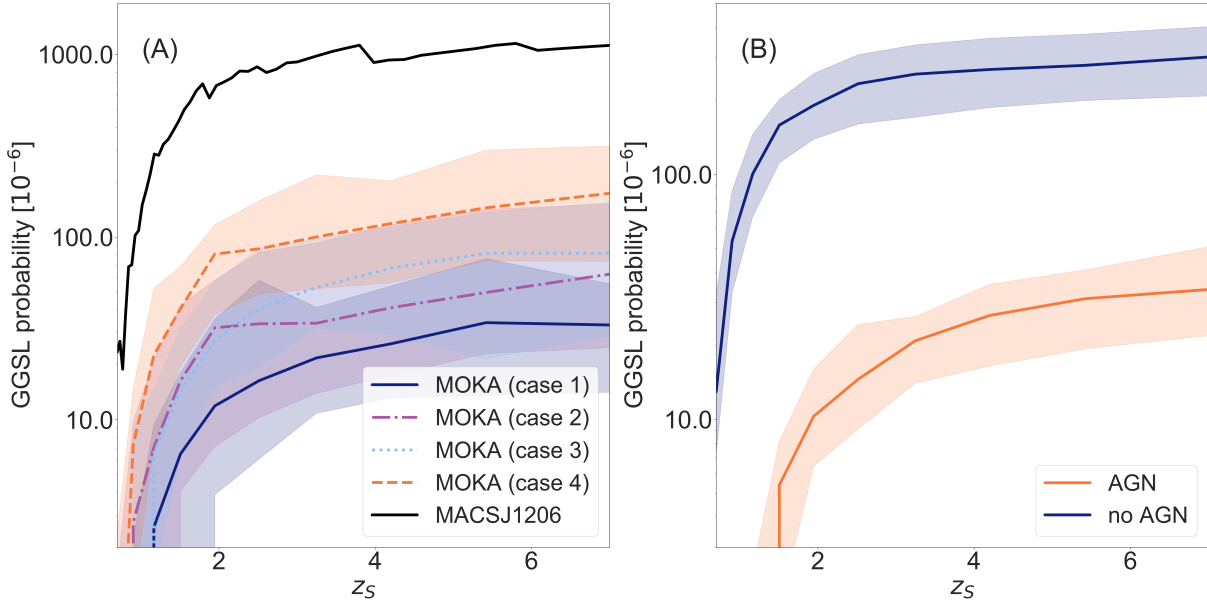 (A)
1000.0
100.0
10.0
GGSL probability [10⁻⁶]
2
4
6
z_S
MOKA (case 1)
MOKA (case 2)
MOKA (case 3)
MOKA (case 4)
MACSJ1206
(B)
100.0
10.0
GGSL probability [10⁻⁶]
2
4
6
z_S
AGN
no AGN